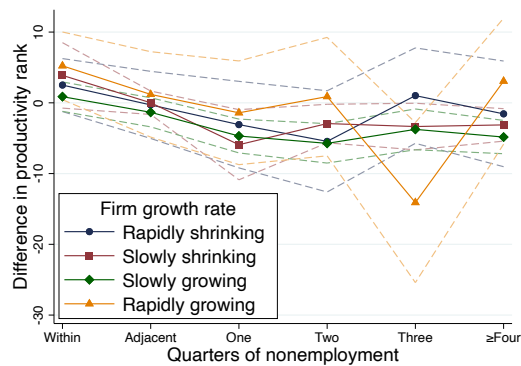 Difference in productivity rank
10
0
-10
-20
-30
Firm growth rate
Rapidly shrinking
Slowly shrinking
Slowly growing
Rapidly growing
Within Adjacent One Two Three ≥Four
Quarters of nonemployment